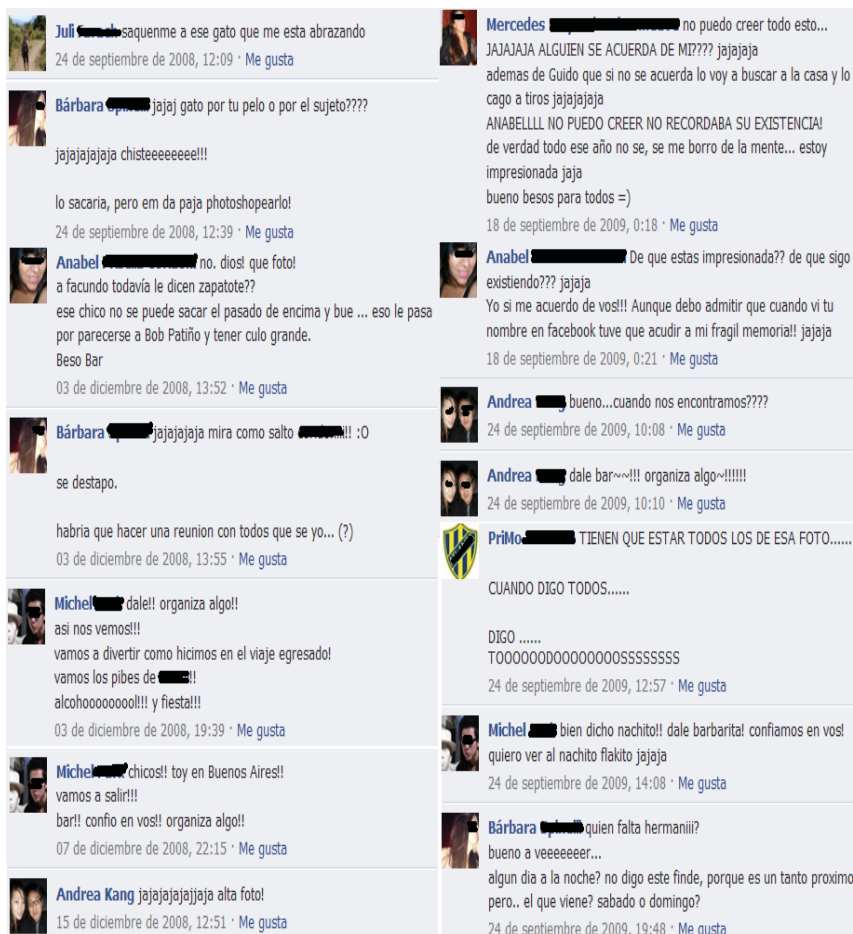 Juli saquenme a ese gato que me esta abrazando
24 de septiembre de 2008, 12:09 · Me gusta
Bárbara jajaj gato por tu pelo o por el sujeto????
jajajajajaja chisteeeeeeee!!!
lo sacaria, pero em da paja photoshopearlo!
24 de septiembre de 2008, 12:39 · Me gusta
Anabel no. dios! que foto!
a facundo todavía le dicen zapatote??
ese chico no se puede sacar el pasado de encima y bue ... eso le pasa
por parecerse a Bob Patiño y tener culo grande.
Beso Bar
03 de diciembre de 2008, 13:52 · Me gusta
Bárbara jajajajaja mira como salto !! :O
se destapo.
habria que hacer una reunion con todos que se yo... (?)
03 de diciembre de 2008, 13:55 · Me gusta
Michel dale!! organiza algo!!
asi nos vemos!!!
vamos a divertir como hicimos en el viaje egresado!
vamos los pibes de !!
alcohoooooool!!! y fiesta!!!
03 de diciembre de 2008, 19:39 · Me gusta
Michel chicos!! toy en Buenos Aires!!
vamos a salir!!!
bar!! confio en vos!! organiza algo!!
07 de diciembre de 2008, 22:15 · Me gusta
Andrea Kang jajajajajajjaja alta foto!
15 de diciembre de 2008, 12:51 · Me gusta
Mercedes no puedo creer todo esto...
JAJAJAJA ALGUIEN SE ACUERDA DE MI???? jajajaja
ademas de Guido que si no se acuerda lo voy a buscar a la casa y lo
cago a tiros jajajajaja
ANABELLLL NO PUEDO CREER NO RECORDABA SU EXISTENCIA!
de verdad todo ese año no se, se me borro de la mente... estoy
impresionada jaja
bueno besos para todos =)
18 de septiembre de 2009, 0:18 · Me gusta
Anabel De que estas impresionada?? de que sigo
existiendo??? jajaja
Yo si me acuerdo de vos!!! Aunque debo admitir que cuando vi tu
nombre en facebook tuve que acudir a mi fragil memoria!! jajaja
18 de septiembre de 2009, 0:21 · Me gusta
Andrea bueno...cuando nos encontramos????
24 de septiembre de 2009, 10:08 · Me gusta
Andrea dale bar~~!!! organiza algo~!!!!!!
24 de septiembre de 2009, 10:10 · Me gusta
PriMo TIENEN QUE ESTAR TODOS LOS DE ESA FOTO......
CUANDO DIGO TODOS......
DIGO ......
TOOOOOODOOOOOOOOSSSSSSSS
24 de septiembre de 2009, 12:57 · Me gusta
Michel bien dicho nachito!! dale barbarita! confiamos en vos!
quiero ver al nachito flakito jajaja
24 de septiembre de 2009, 14:08 · Me gusta
Bárbara quien falta hermaniii?
bueno a veeeeeeer...
algun dia a la noche? no digo este finde, porque es un tanto proximo
pero.. el que viene? sabado o domingo?
24 de septiembre de 2009, 19:48 · Me gusta